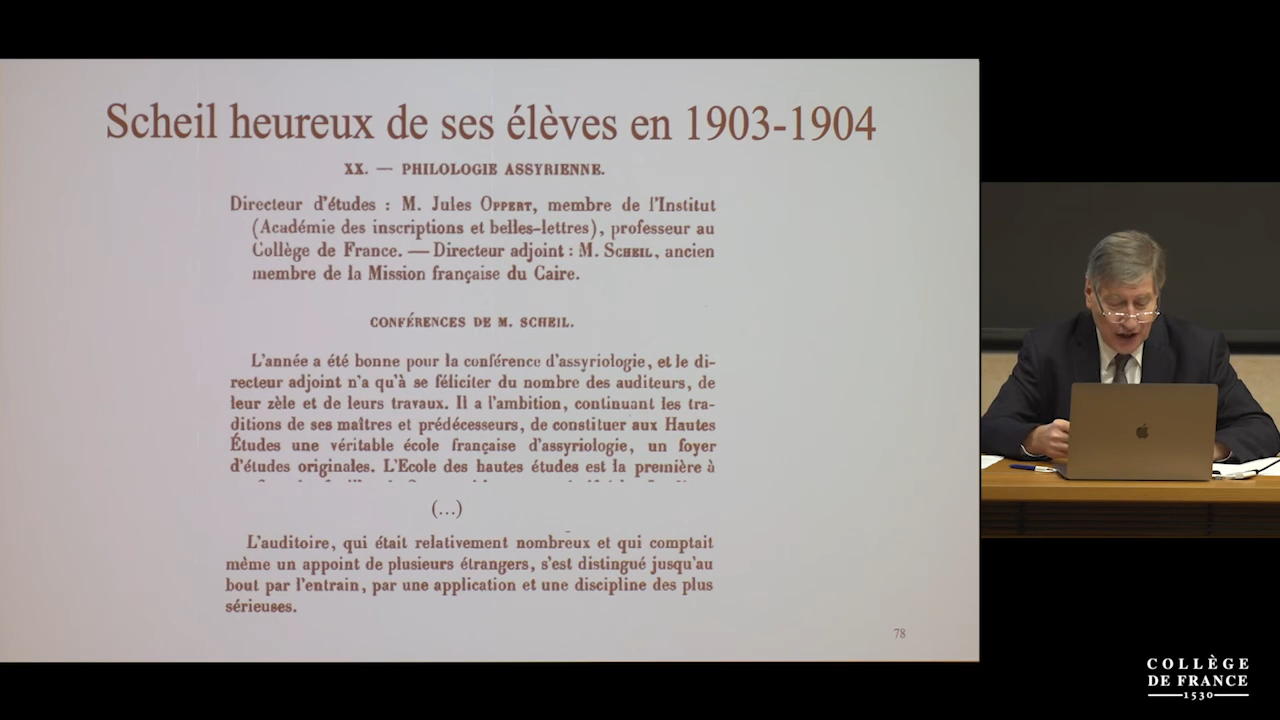 Scheil heureux de ses élèves en 1903-1904
XX. — PHILOLOGIE ASSYRIENNE.
Directeur d'études : M. Jules OPPERT, membre de l'Institut
(Académie des inscriptions et belles-lettres), professeur au
Collège de France. — Directeur adjoint : M. SCHEIL, ancien
membre de la Mission française du Caire.
CONFÉRENCES DE M. SCHEIL.
L'année a été bonne pour la conférence d'assyriologie, et le di-
recteur adjoint n'a qu'à se féliciter du nombre des auditeurs, de
leur zèle et de leurs travaux. Il a l'ambition, continuant les tra-
ditions de ses maîtres et prédécesseurs, de constituer aux Hautes
Études une véritable école française d'assyriologie, un foyer
d'études originales. L'Ecole des hautes études est la première à
(...)
L'auditoire, qui était relativement nombreux et qui comptait
même un appoint de plusieurs étrangers, s'est distingué jusqu'au
bout par l'entrain, par une application et une discipline des plus
sérieuses.
78
COLLÈGE
DE FRANCE
1530